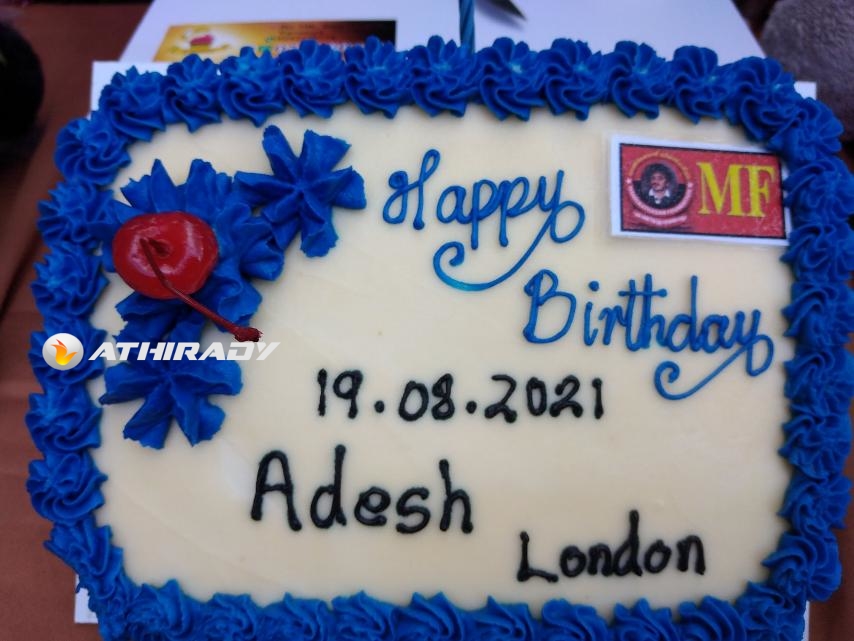 Happy
MF
Birthday
ATHIRADY
19.08.2021
Adesh
London